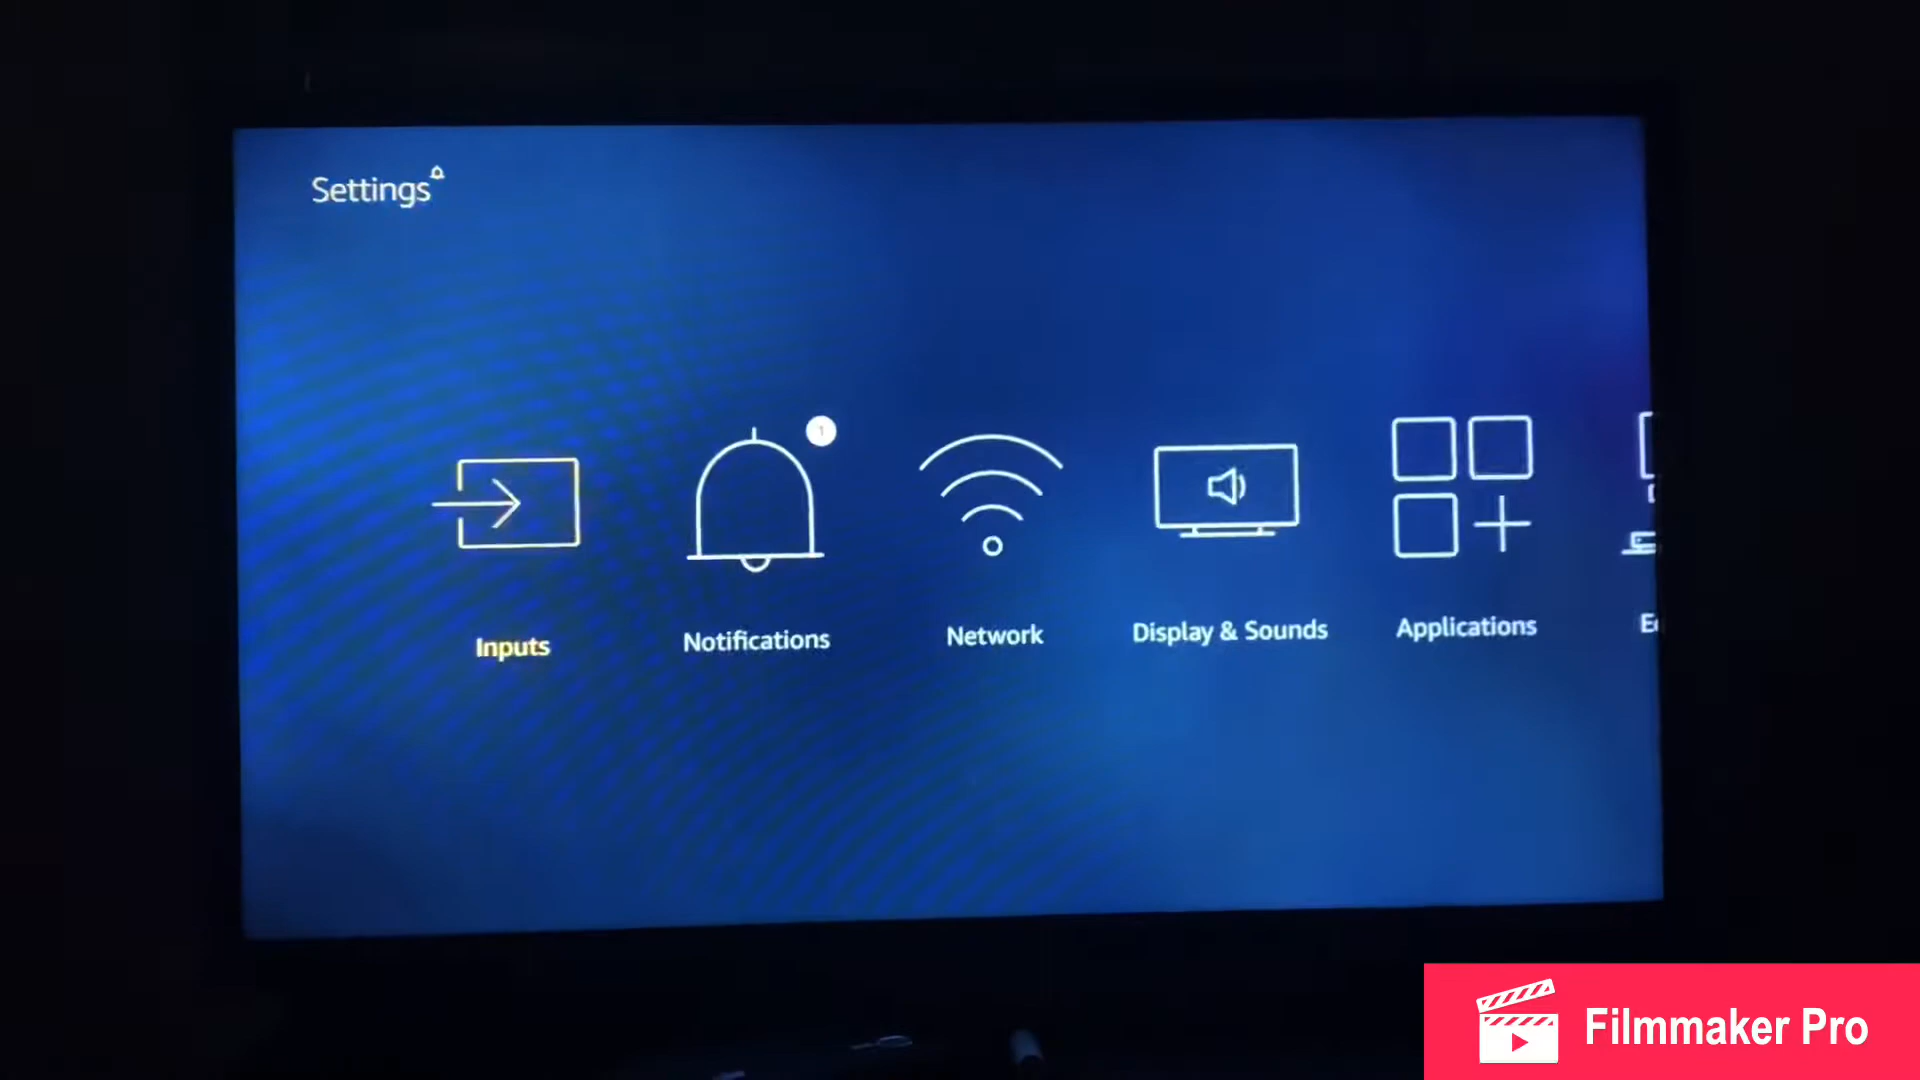 Settings
1
Inputs
Notifications
Network
Display & Sounds
Applications
Filmmaker Pro